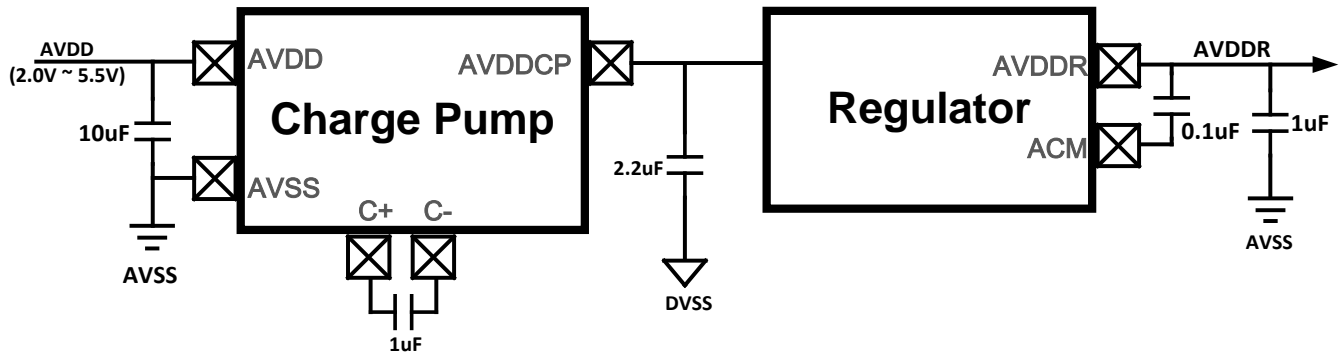 AVDD
(2.0V ~ 5.5V)
10uF
AVSS
AVDD
AVDDCP
Charge Pump
AVSS
C+ C-
1uF
2.2uF
DVSS
AVDDR
Regulator
ACM
AVDDR
0.1uF
1uF
AVSS